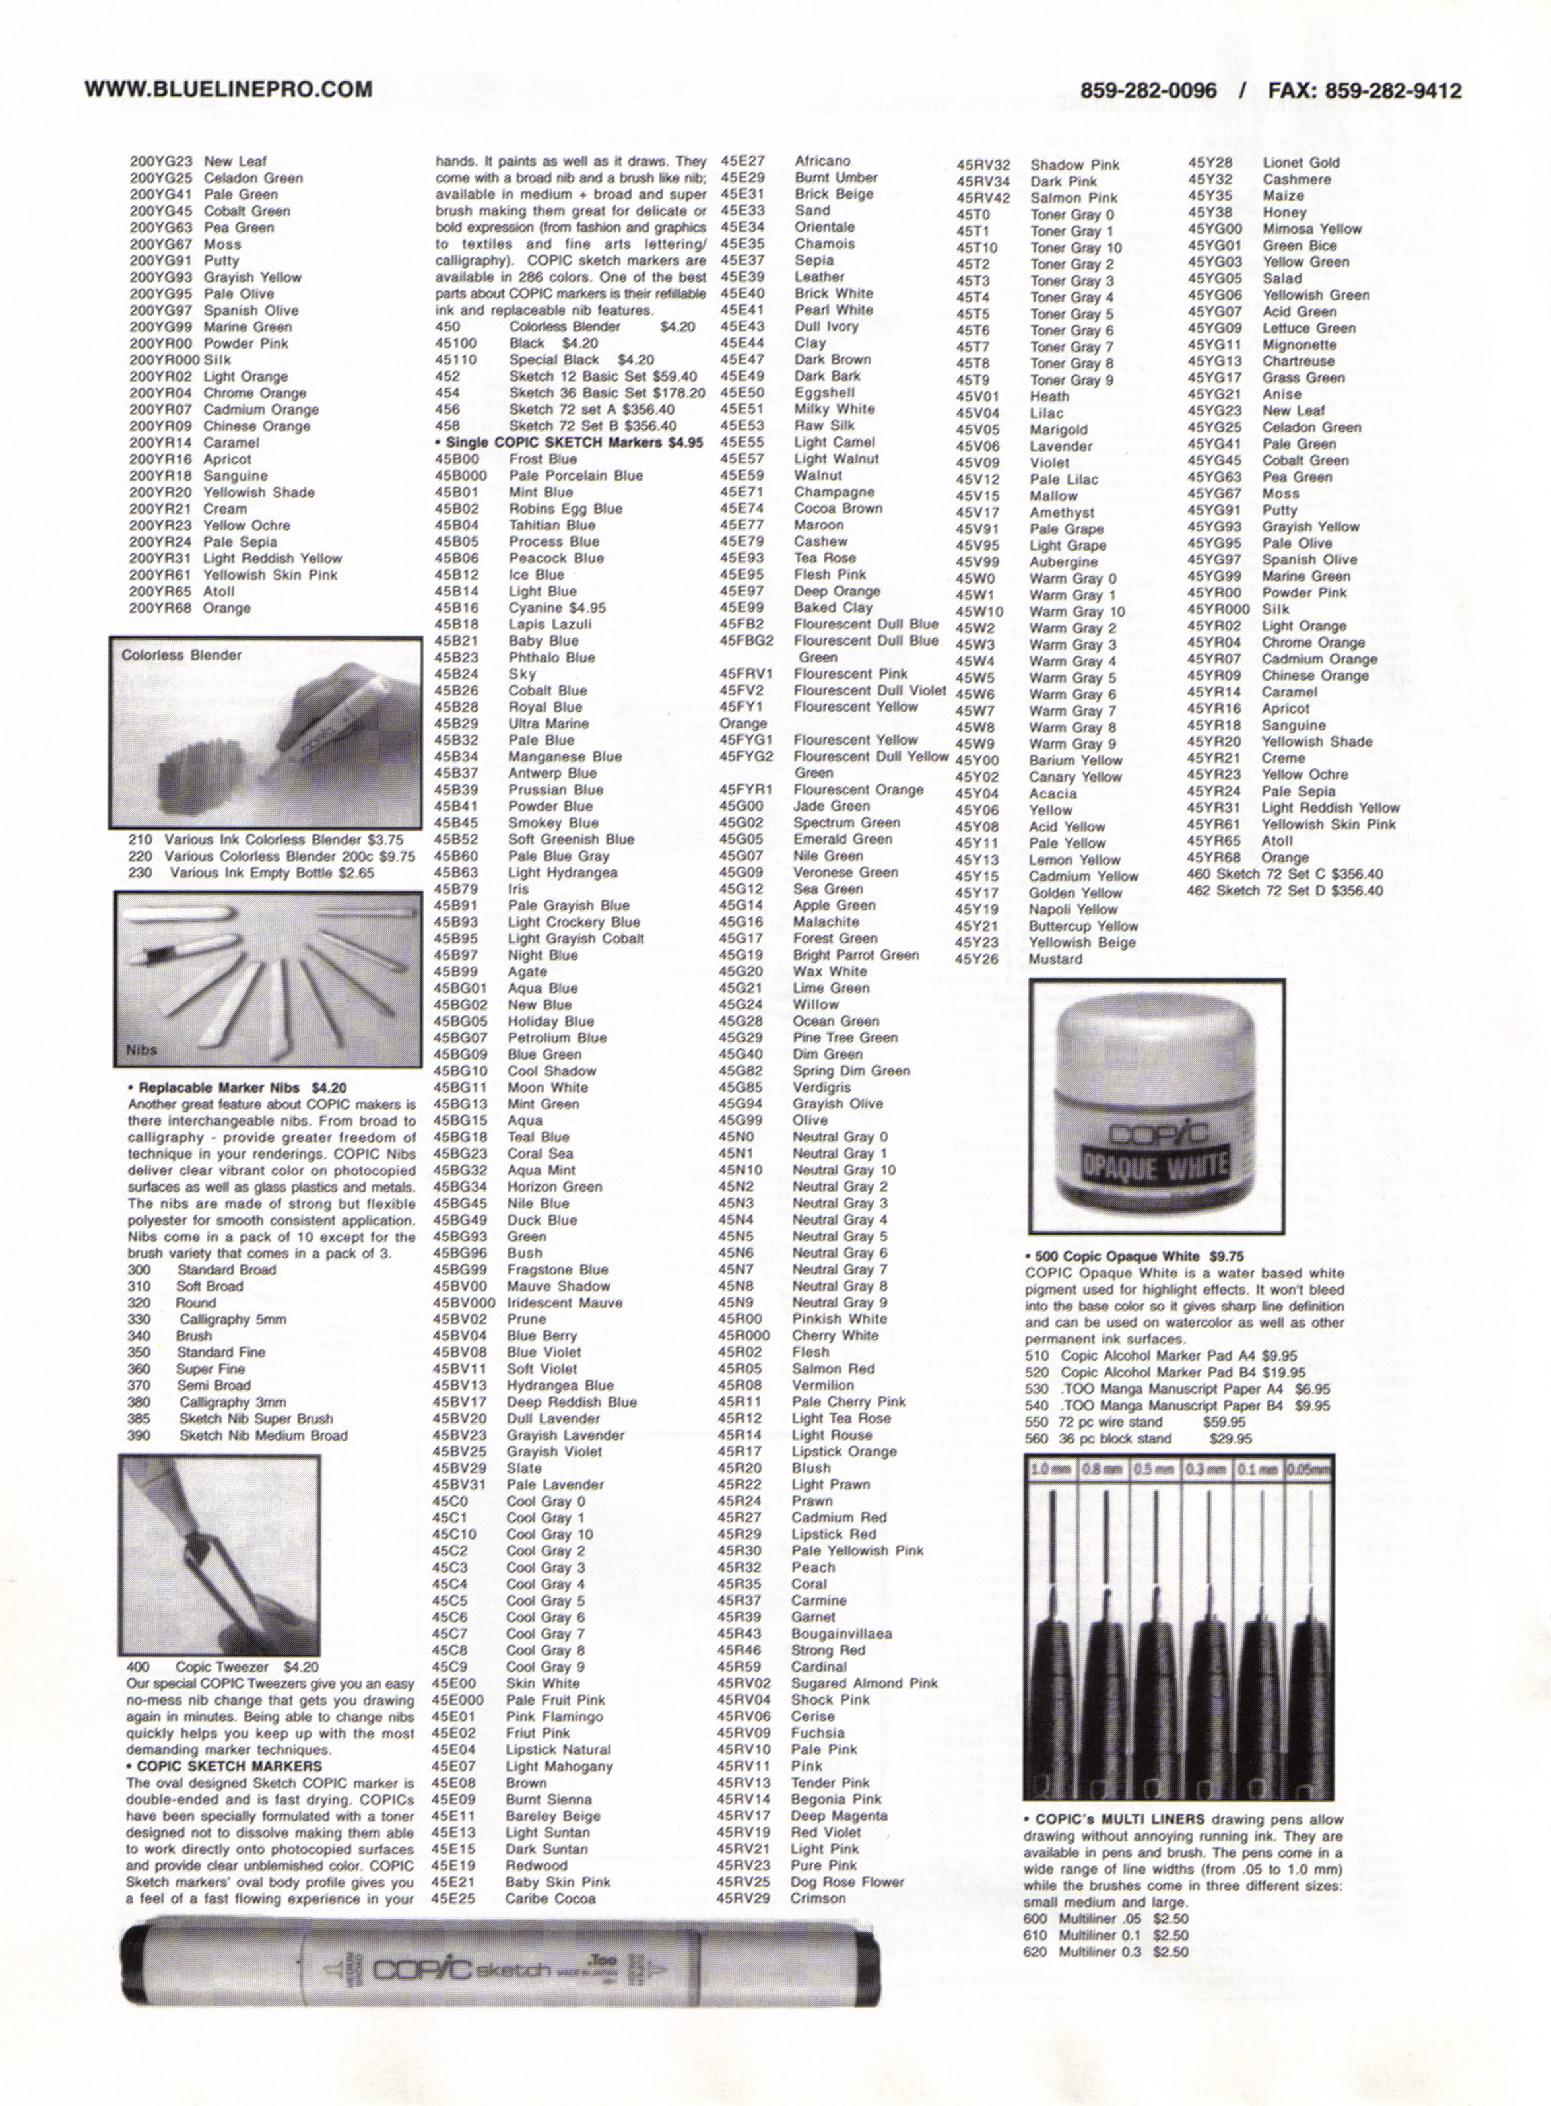 WWW.BLUELINEPRO.COM
859-282-0096 / FAX: 859-282-9412
200YG23 New Leaf
200YG25 Celadon Green
200YG41 Pale Green
200YG45 Cobalt Green
200YG63 Pea Green
200YG67 Moss
200YG91 Putty
200YG93 Grayish Yellow
200YG95 Pale Olive
200YG97 Spanish Olive
200YG99 Marine Green
200YR00 Powder Pink
200YR000 Silk
200YR02 Light Orange
200YR04 Chrome Orange
200YR07 Cadmium Orange
200YR09 Chinese Orange
200YR14 Caramel
200YR16 Apricot
200YR18 Sanguine
200YR20 Yellowish Shade
200YR21 Cream
200YR23 Yellow Ochre
200YR24 Pale Sepia
200YR31 Light Reddish Yellow
200YR61 Yellowish Skin Pink
200YR65 Atoll
200YR68 Orange
Colorless Blender
210 Various Ink Colorless Blender $3.75
220 Various Colorless Blender 200c $9.75
230 Various Ink Empty Bottle $2.65
Nibs
• Replacable Marker Nibs $4.20
Another great feature about COPIC makers is
there interchangeable nibs. From broad to
calligraphy - provide greater freedom of
technique in your renderings. COPIC Nibs
deliver clear vibrant color on photocopied
surfaces as well as glass plastics and metals.
The nibs are made of strong but flexible
polyester for smooth consistent application.
Nibs come in a pack of 10 except for the
brush variety that comes in a pack of 3.
300 Standard Broad
310 Soft Broad
320 Round
330 Calligraphy 5mm
340 Brush
350 Standard Fine
360 Super Fine
370 Semi Broad
380 Calligraphy 3mm
385 Sketch Nib Super Brush
390 Sketch Nib Medium Broad
400 Copic Tweezer $4.20
Our special COPIC Tweezers give you an easy
no-mess nib change that gets you drawing
again in minutes. Being able to change nibs
quickly helps you keep up with the most
demanding marker techniques.
• COPIC SKETCH MARKERS
The oval designed Sketch COPIC marker is
double-ended and is fast drying. COPICs
have been specially formulated with a toner
designed not to dissolve making them able
to work directly onto photocopied surfaces
and provide clear unblemished color. COPIC
Sketch markers' oval body profile gives you
a feel of a fast flowing experience in your
hands. It paints as well as it draws. They
come with a broad nib and a brush like nib;
available in medium + broad and super
brush making them great for delicate or
bold expression (from fashion and graphics
to textiles and fine arts lettering/
calligraphy). COPIC sketch markers are
available in 286 colors. One of the best
parts about COPIC markers is their refillable
ink and replaceable nib features.
450 Colorless Blender $4.20
45100 Black $4.20
45110 Special Black $4.20
452 Sketch 12 Basic Set $59.40
454 Sketch 36 Basic Set $178.20
456 Sketch 72 set A $356.40
458 Sketch 72 Set B $356.40
• Single COPIC SKETCH Markers $4.95
45B00 Frost Blue
45B000 Pale Porcelain Blue
45B01 Mint Blue
45B02 Robins Egg Blue
45B04 Tahitian Blue
45B05 Process Blue
45B06 Peacock Blue
45B12 Ice Blue
45B14 Light Blue
45B16 Cyanine $4.95
45B18 Lapis Lazuli
45B21 Baby Blue
45B23 Phthalo Blue
45B24 Sky
45B26 Cobalt Blue
45B28 Royal Blue
45B29 Ultra Marine
45B32 Pale Blue
45B34 Manganese Blue
45B37 Antwerp Blue
45B39 Prussian Blue
45B41 Powder Blue
45B45 Smokey Blue
45B52 Soft Greenish Blue
45B60 Pale Blue Gray
45B63 Light Hydrangea
45B79 Iris
45B91 Pale Grayish Blue
45B93 Light Crockery Blue
45B95 Light Grayish Cobalt
45B97 Night Blue
45B99 Agate
45BG01 Aqua Blue
45BG02 New Blue
45BG05 Holiday Blue
45BG07 Petrolium Blue
45BG09 Blue Green
45BG10 Cool Shadow
45BG11 Moon White
45BG13 Mint Green
45BG15 Aqua
45BG18 Teal Blue
45BG23 Coral Sea
45BG32 Aqua Mint
45BG34 Horizon Green
45BG45 Nile Blue
45BG49 Duck Blue
45BG93 Green
45BG96 Bush
45BG99 Fragstone Blue
45BV00 Mauve Shadow
45BV000 Iridescent Mauve
45BV02 Prune
45BV04 Blue Berry
45BV08 Blue Violet
45BV11 Soft Violet
45BV13 Hydrangea Blue
45BV17 Deep Reddish Blue
45BV20 Dull Lavender
45BV23 Grayish Lavender
45BV25 Grayish Violet
45BV29 Slate
45BV31 Pale Lavender
45C0 Cool Gray 0
45C1 Cool Gray 1
45C10 Cool Gray 10
45C2 Cool Gray 2
45C3 Cool Gray 3
45C4 Cool Gray 4
45C5 Cool Gray 5
45C6 Cool Gray 6
45C7 Cool Gray 7
45C8 Cool Gray 8
45C9 Cool Gray 9
45E00 Skin White
45E000 Pale Fruit Pink
45E01 Pink Flamingo
45E02 Friut Pink
45E04 Lipstick Natural
45E07 Light Mahogany
45E08 Brown
45E09 Burnt Sienna
45E11 Bareley Beige
45E13 Light Suntan
45E15 Dark Suntan
45E19 Redwood
45E21 Baby Skin Pink
45E25 Caribe Cocoa
45E27 Africano
45E29 Burnt Umber
45E31 Brick Beige
45E33 Sand
45E34 Orientale
45E35 Chamois
45E37 Sepia
45E39 Leather
45E40 Brick White
45E41 Pearl White
45E43 Dull Ivory
45E44 Clay
45E47 Dark Brown
45E49 Dark Bark
45E50 Eggshell
45E51 Milky White
45E53 Raw Silk
45E55 Light Camel
45E57 Light Walnut
45E59 Walnut
45E71 Champagne
45E74 Cocoa Brown
45E77 Maroon
45E79 Cashew
45E93 Tea Rose
45E95 Flesh Pink
45E97 Deep Orange
45E99 Baked Clay
45FB2 Flourescent Dull Blue
45FBG2 Flourescent Dull Blue
Green
45FRV1 Flourescent Pink
45FV2 Flourescent Dull Violet
45FY1 Flourescent Yellow
Orange
45FYG1 Flourescent Yellow
45FYG2 Flourescent Dull Yellow
Green
45FYR1 Flourescent Orange
45G00 Jade Green
45G02 Spectrum Green
45G05 Emerald Green
45G07 Nile Green
45G09 Veronese Green
45G12 Sea Green
45G14 Apple Green
45G16 Malachite
45G17 Forest Green
45G19 Bright Parrot Green
45G20 Wax White
45G21 Lime Green
45G24 Willow
45G28 Ocean Green
45G29 Pine Tree Green
45G40 Dim Green
45G82 Spring Dim Green
45G85 Verdigris
45G94 Grayish Olive
45G99 Olive
45N0 Neutral Gray 0
45N1 Neutral Gray 1
45N10 Neutral Gray 10
45N2 Neutral Gray 2
45N3 Neutral Gray 3
45N4 Neutral Gray 4
45N5 Neutral Gray 5
45N6 Neutral Gray 6
45N7 Neutral Gray 7
45N8 Neutral Gray 8
45N9 Neutral Gray 9
45R00 Pinkish White
45R000 Cherry White
45R02 Flesh
45R05 Salmon Red
45R08 Vermilion
45R11 Pale Cherry Pink
45R12 Light Tea Rose
45R14 Light Rouse
45R17 Lipstick Orange
45R20 Blush
45R22 Light Prawn
45R24 Prawn
45R27 Cadmium Red
45R29 Lipstick Red
45R30 Pale Yellowish Pink
45R32 Peach
45R35 Coral
45R37 Carmine
45R39 Garnet
45R43 Bougainvillaea
45R46 Strong Red
45R59 Cardinal
45RV02 Sugared Almond Pink
45RV04 Shock Pink
45RV06 Cerise
45RV09 Fuchsia
45RV10 Pale Pink
45RV11 Pink
45RV13 Tender Pink
45RV14 Begonia Pink
45RV17 Deep Magenta
45RV19 Red Violet
45RV21 Light Pink
45RV23 Pure Pink
45RV25 Dog Rose Flower
45RV29 Crimson
45RV32 Shadow Pink
45RV34 Dark Pink
45RV42 Salmon Pink
45T0 Toner Gray 0
45T1 Toner Gray 1
45T10 Toner Gray 10
45T2 Toner Gray 2
45T3 Toner Gray 3
45T4 Toner Gray 4
45T5 Toner Gray 5
45T6 Toner Gray 6
45T7 Toner Gray 7
45T8 Toner Gray 8
45T9 Toner Gray 9
45V01 Heath
45V04 Lilac
45V05 Marigold
45V06 Lavender
45V09 Violet
45V12 Pale Lilac
45V15 Mallow
45V17 Amethyst
45V91 Pale Grape
45V95 Light Grape
45V99 Aubergine
45W0 Warm Gray 0
45W1 Warm Gray 1
45W10 Warm Gray 10
45W2 Warm Gray 2
45W3 Warm Gray 3
45W4 Warm Gray 4
45W5 Warm Gray 5
45W6 Warm Gray 6
45W7 Warm Gray 7
45W8 Warm Gray 8
45W9 Warm Gray 9
45Y00 Barium Yellow
45Y02 Canary Yellow
45Y04 Acacia
45Y06 Yellow
45Y08 Acid Yellow
45Y11 Pale Yellow
45Y13 Lemon Yellow
45Y15 Cadmium Yellow
45Y17 Golden Yellow
45Y19 Napoli Yellow
45Y21 Buttercup Yellow
45Y23 Yellowish Beige
45Y26 Mustard
45Y28 Lionet Gold
45Y32 Cashmere
45Y35 Maize
45Y38 Honey
45YG00 Mimosa Yellow
45YG01 Green Bice
45YG03 Yellow Green
45YG05 Salad
45YG06 Yellowish Green
45YG07 Acid Green
45YG09 Lettuce Green
45YG11 Mignonette
45YG13 Chartreuse
45YG17 Grass Green
45YG21 Anise
45YG23 New Leaf
45YG25 Celadon Green
45YG41 Pale Green
45YG45 Cobalt Green
45YG63 Pea Green
45YG67 Moss
45YG91 Putty
45YG93 Grayish Yellow
45YG95 Pale Olive
45YG97 Spanish Olive
45YG99 Marine Green
45YR00 Powder Pink
45YR000 Silk
45YR02 Light Orange
45YR04 Chrome Orange
45YR07 Cadmium Orange
45YR09 Chinese Orange
45YR14 Caramel
45YR16 Apricot
45YR18 Sanguine
45YR20 Yellowish Shade
45YR21 Creme
45YR23 Yellow Ochre
45YR24 Pale Sepia
45YR31 Light Reddish Yellow
45YR61 Yellowish Skin Pink
45YR65 Atoll
45YR68 Orange
460 Sketch 72 Set C $356.40
462 Sketch 72 Set D $356.40
COPIC
OPAQUE WHITE
• 500 Copic Opaque White $9.75
COPIC Opaque White is a water based white
pigment used for highlight effects. It won't bleed
into the base color so it gives sharp line definition
and can be used on watercolor as well as other
permanent ink surfaces.
510 Copic Alcohol Marker Pad A4 $9.95
520 Copic Alcohol Marker Pad B4 $19.95
530 .TOO Manga Manuscript Paper A4 $6.95
540 .TOO Manga Manuscript Paper B4 $9.95
550 72 pc wire stand $59.95
560 36 pc block stand $29.95
1.0 mm 0.8 mm 0.5 mm 0.3 mm 0.1 mm 0.05mm
• COPIC's MULTI LINERS drawing pens allow
drawing without annoying running ink. They are
available in pens and brush. The pens come in a
wide range of line widths (from .05 to 1.0 mm)
while the brushes come in three different sizes:
small medium and large.
600 Multiliner .05 $2.50
610 Multiliner 0.1 $2.50
620 Multiliner 0.3 $2.50
MEDIUM BROAD
COPIC sketch
.Too
MADE IN JAPAN
SUPER BRUSH